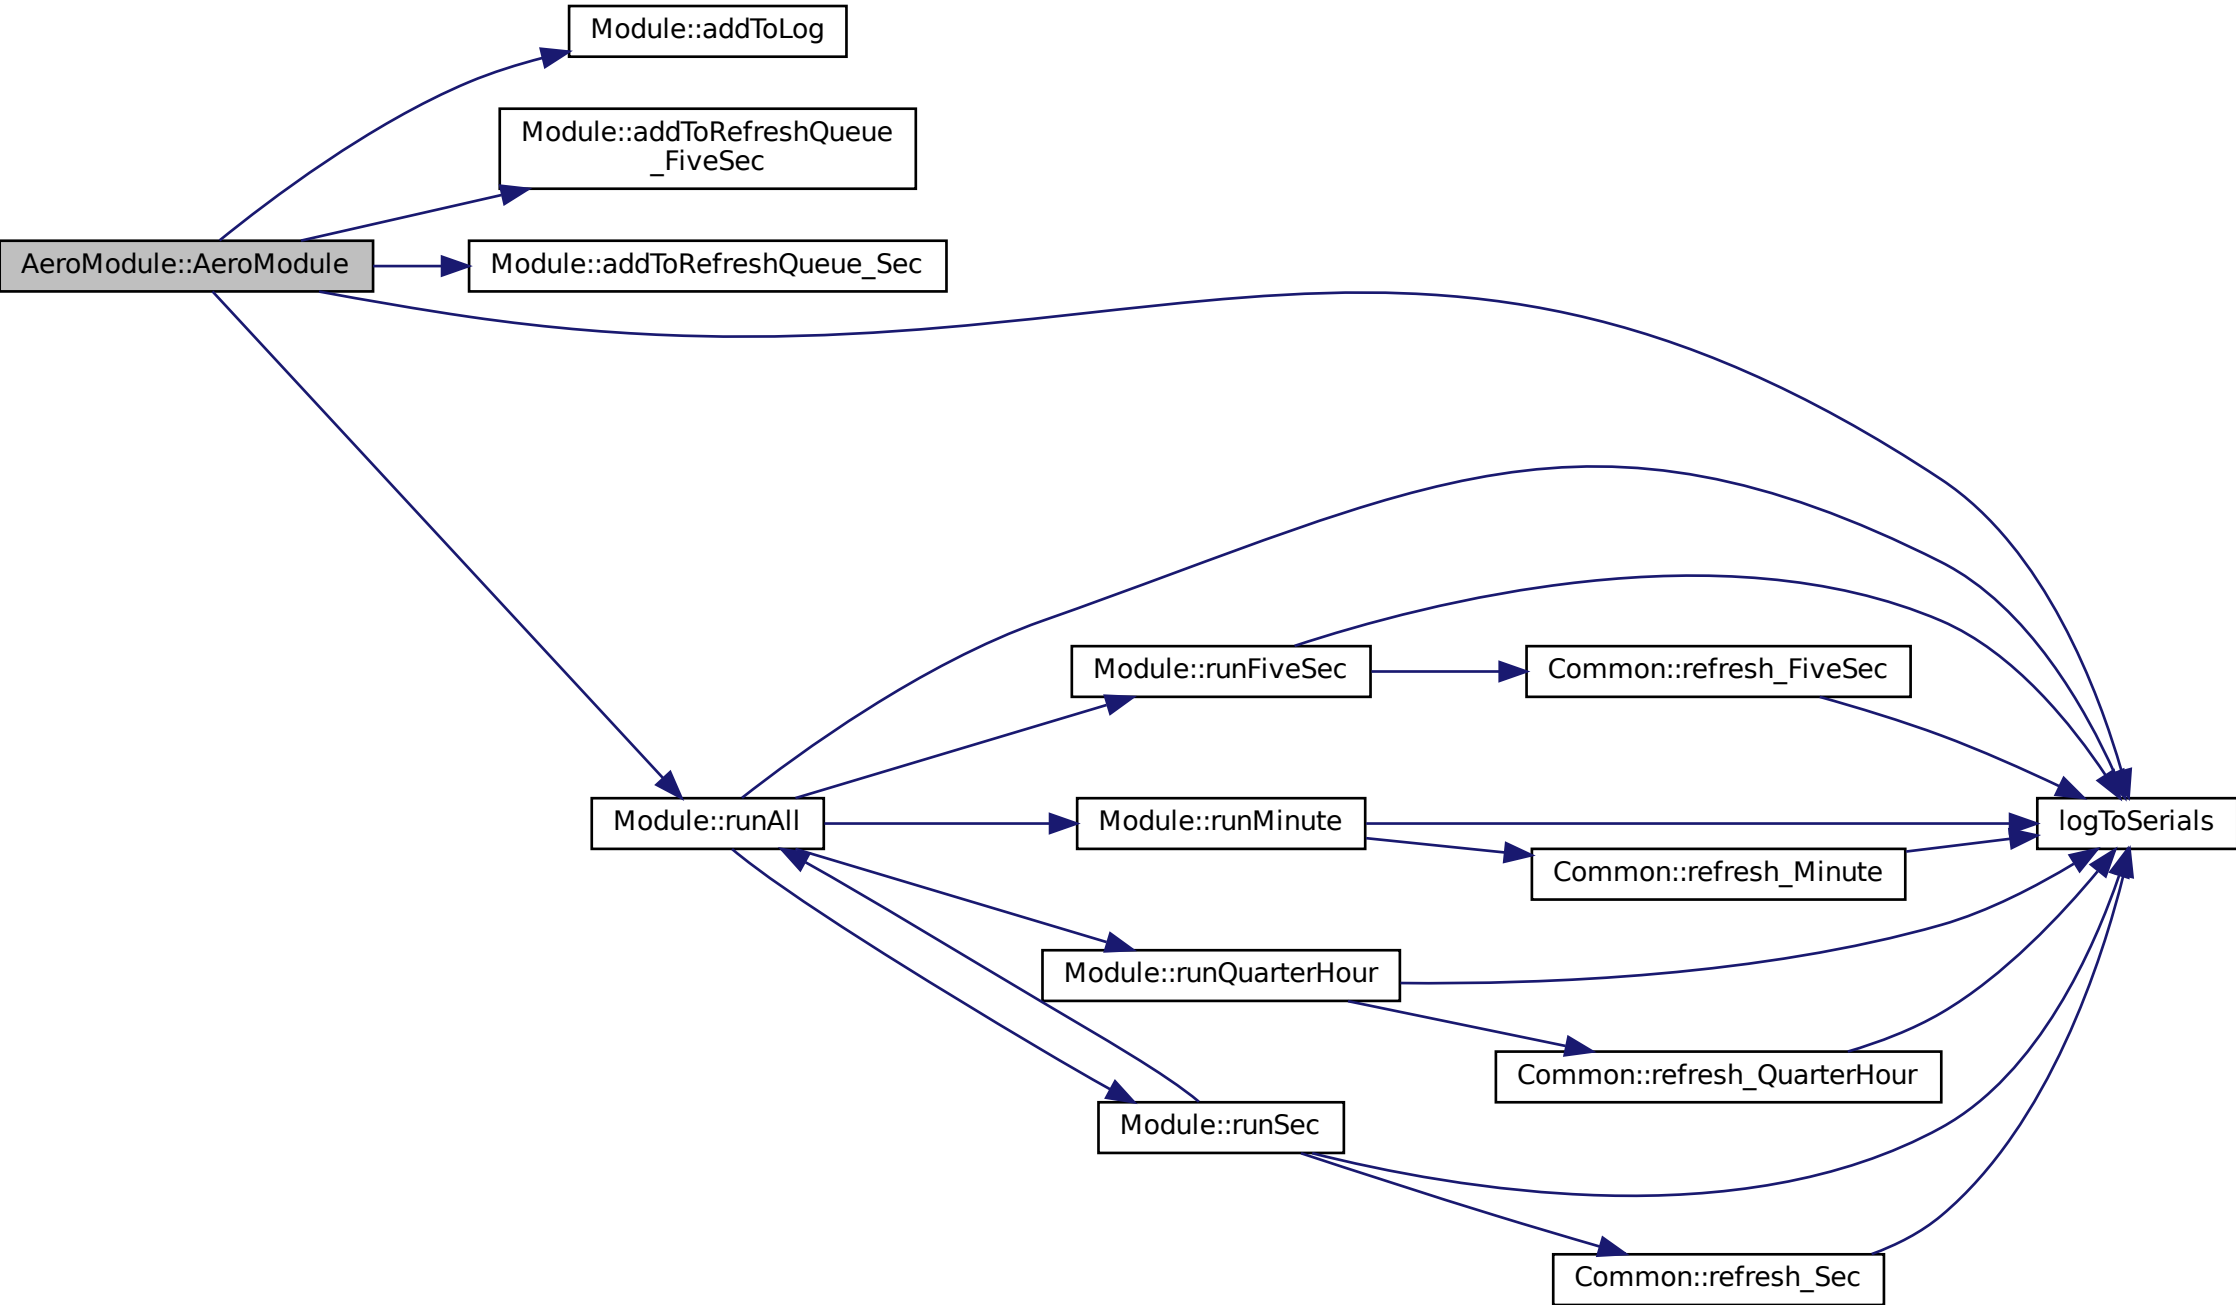 Module::addToLog
Module::addToRefreshQueue
_FiveSec
AeroModule::AeroModule
Module::addToRefreshQueue_Sec
Module::runFiveSec
Common::refresh_FiveSec
Module::runAll
Module::runMinute
logToSerials
Common::refresh_Minute
Module::runQuarterHour
Common::refresh_QuarterHour
Module::runSec
Common::refresh_Sec